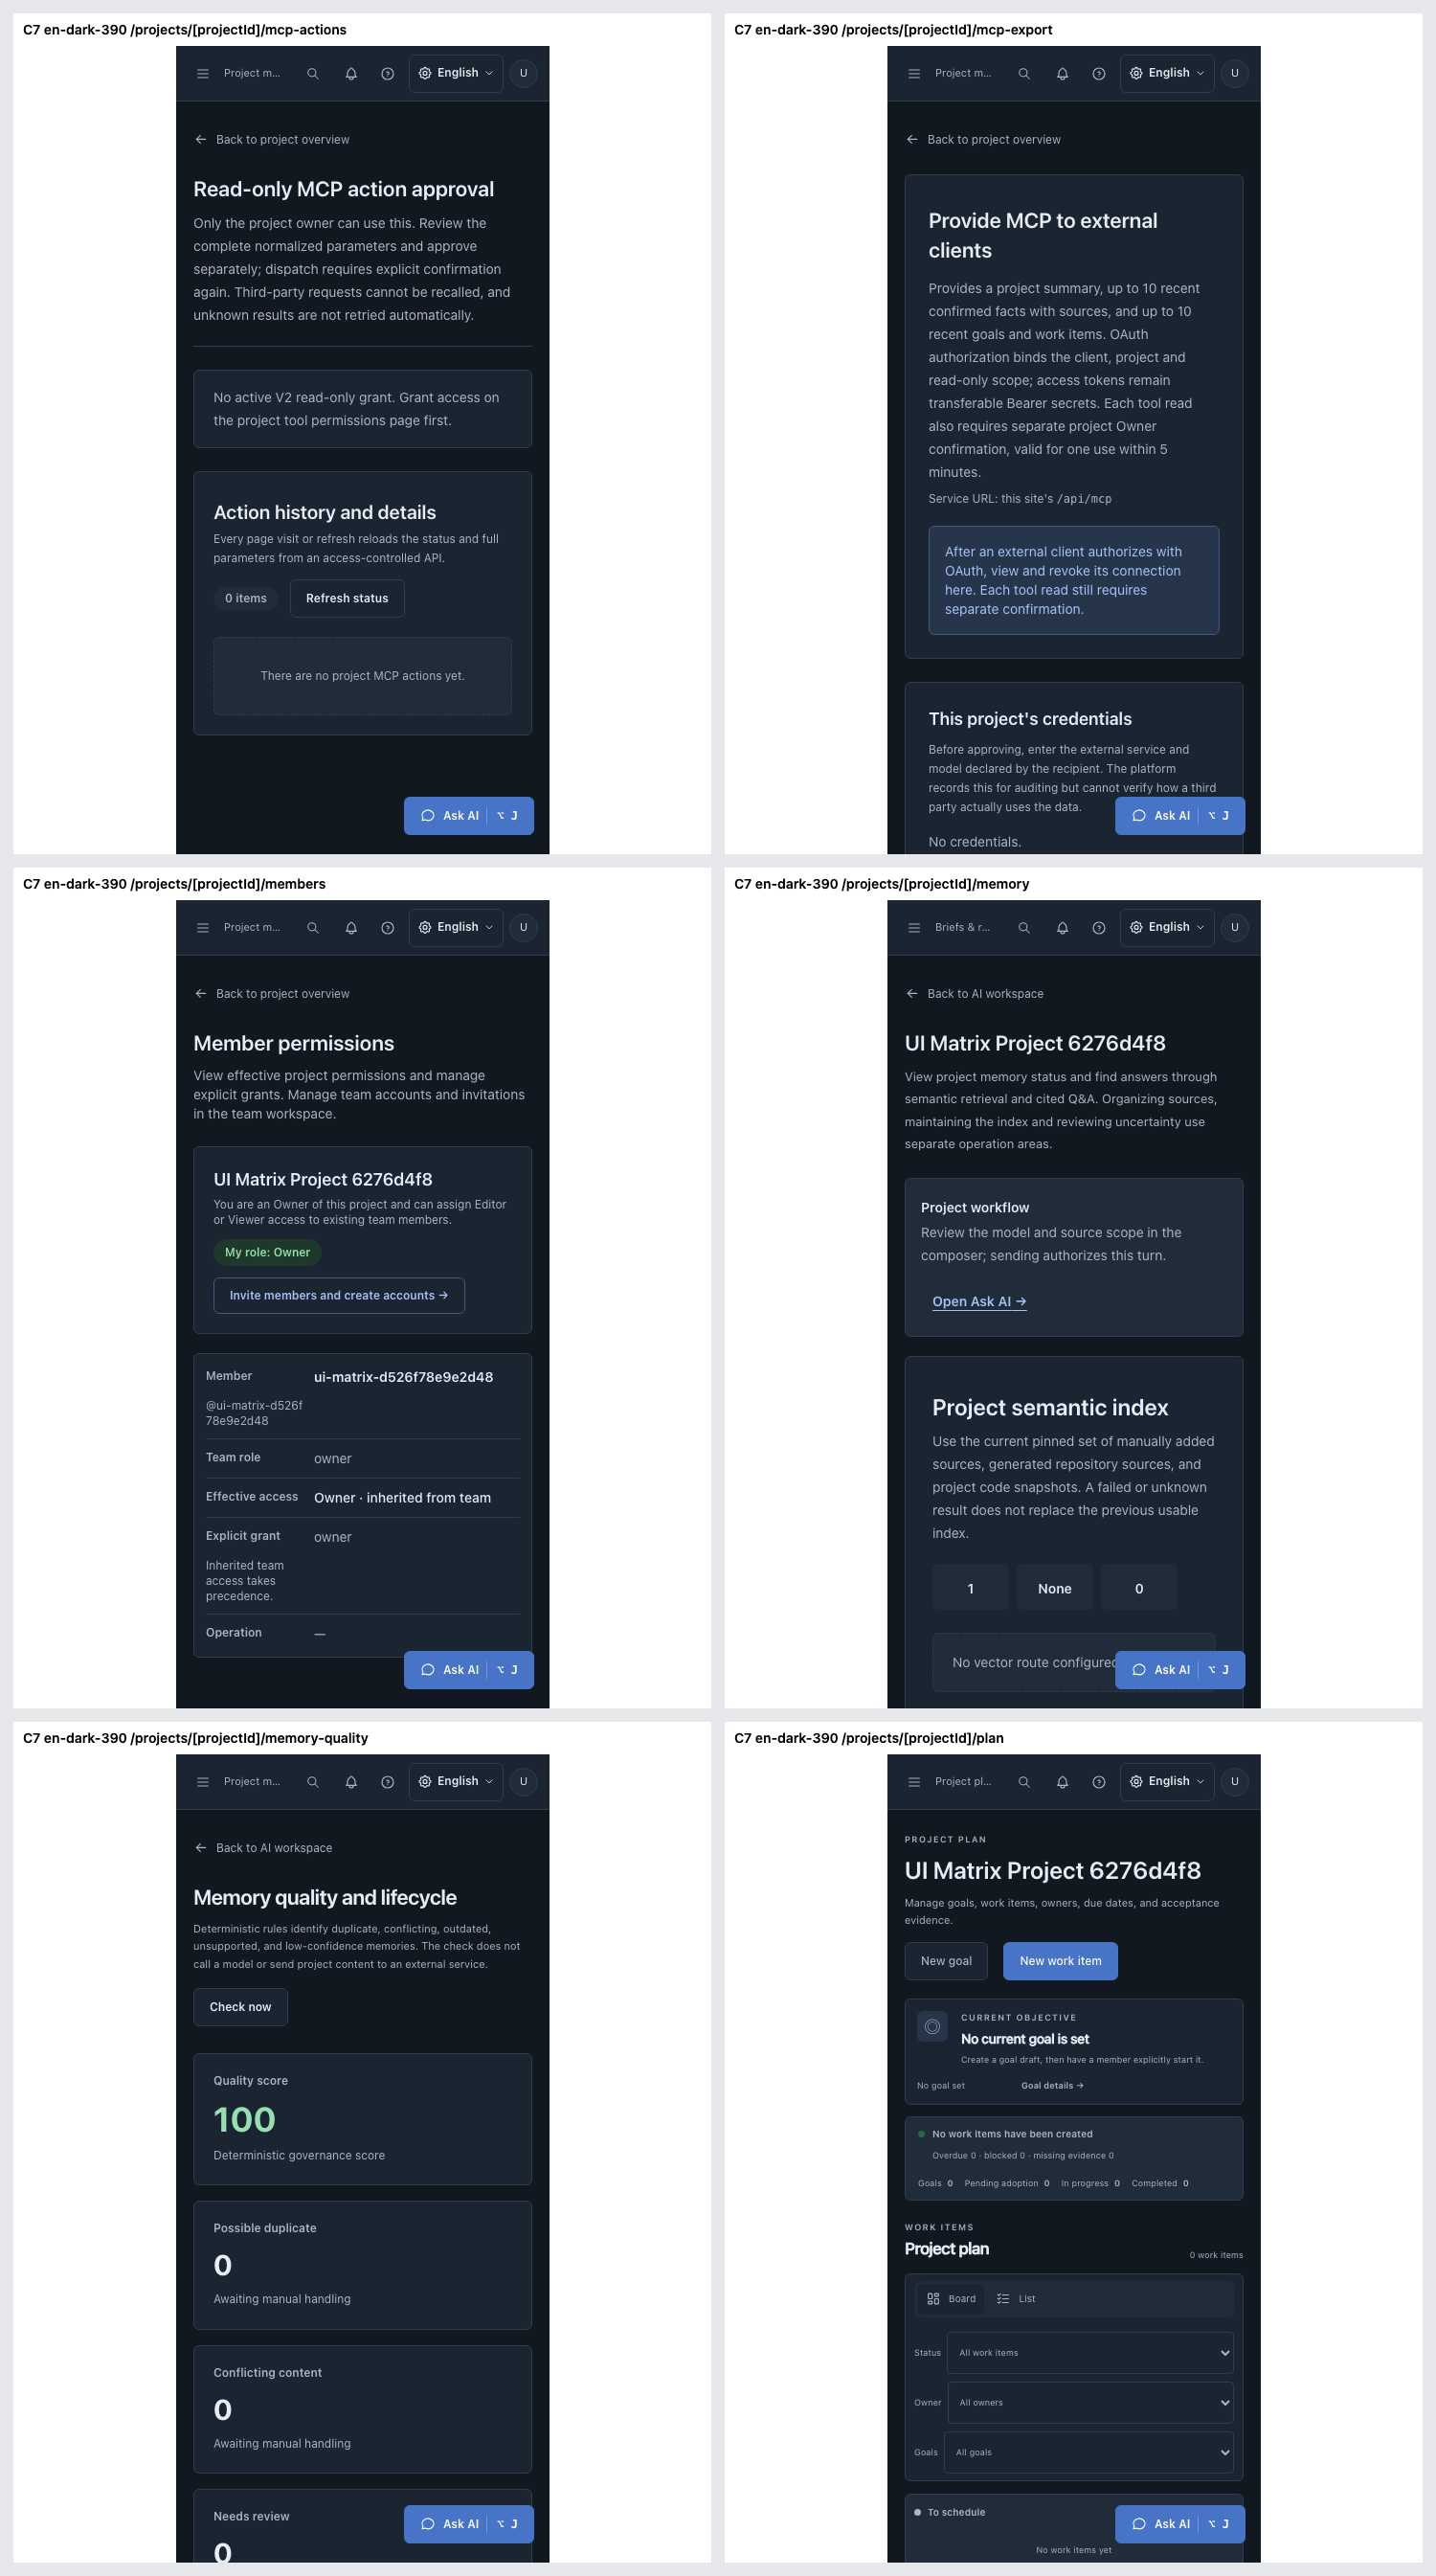 C7 en-dark-390 /projects/[projectId]/mcp-actions
Project m...
English
U
Back to project overview
Read-only MCP action approval
Only the project owner can use this. Review the
complete normalized parameters and approve
separately; dispatch requires explicit confirmation
again. Third-party requests cannot be recalled, and
unknown results are not retried automatically.
No active V2 read-only grant. Grant access on
the project tool permissions page first.
Action history and details
Every page visit or refresh reloads the status and full
parameters from an access-controlled API.
0 items
Refresh status
There are no project MCP actions yet.
Ask AI
⌥ J
C7 en-dark-390 /projects/[projectId]/mcp-export
Project m...
English
U
Back to project overview
Provide MCP to external
clients
Provides a project summary, up to 10 recent
confirmed facts with sources, and up to 10
recent goals and work items. OAuth
authorization binds the client, project and
read-only scope; access tokens remain
transferable Bearer secrets. Each tool read
also requires separate project Owner
confirmation, valid for one use within 5
minutes.
Service URL: this site's /api/mcp
After an external client authorizes with
OAuth, view and revoke its connection
here. Each tool read still requires
separate confirmation.
This project's credentials
Before approving, enter the external service and
model declared by the recipient. The platform
records this for auditing but cannot verify how a third
party actually uses the data.
No credentials.
Ask AI
⌥ J
C7 en-dark-390 /projects/[projectId]/members
Project m...
English
U
Back to project overview
Member permissions
View effective project permissions and manage
explicit grants. Manage team accounts and invitations
in the team workspace.
UI Matrix Project 6276d4f8
You are an Owner of this project and can assign Editor
or Viewer access to existing team members.
My role: Owner
Invite members and create accounts →
Member
ui-matrix-d526f78e9e2d48
@ui-matrix-d526f
78e9e2d48
Team role
owner
Effective access
Owner · inherited from team
Explicit grant
owner
Inherited team
access takes
precedence.
Operation
—
Ask AI
⌥ J
C7 en-dark-390 /projects/[projectId]/memory
Briefs & r...
English
U
Back to AI workspace
UI Matrix Project 6276d4f8
View project memory status and find answers through
semantic retrieval and cited Q&A. Organizing sources,
maintaining the index and reviewing uncertainty use
separate operation areas.
Project workflow
Review the model and source scope in the
composer; sending authorizes this turn.
Open Ask AI →
Project semantic index
Use the current pinned set of manually added
sources, generated repository sources, and
project code snapshots. A failed or unknown
result does not replace the previous usable
index.
1
None
0
No vector route configured
Ask AI
⌥ J
C7 en-dark-390 /projects/[projectId]/memory-quality
Project m...
English
U
Back to AI workspace
Memory quality and lifecycle
Deterministic rules identify duplicate, conflicting, outdated,
unsupported, and low-confidence memories. The check does not
call a model or send project content to an external service.
Check now
Quality score
100
Deterministic governance score
Possible duplicate
0
Awaiting manual handling
Conflicting content
0
Awaiting manual handling
Needs review
0
Ask AI
⌥ J
C7 en-dark-390 /projects/[projectId]/plan
Project pl...
English
U
PROJECT PLAN
UI Matrix Project 6276d4f8
Manage goals, work items, owners, due dates, and acceptance
evidence.
New goal
New work item
CURRENT OBJECTIVE
No current goal is set
Create a goal draft, then have a member explicitly start it.
No goal set
Goal details →
No work items have been created
Overdue 0 · blocked 0 · missing evidence 0
Goals 0 Pending adoption 0 In progress 0 Completed 0
WORK ITEMS
Project plan
0 work items
Board
List
Status
All work items
Owner
All owners
Goals
All goals
To schedule
No work items yet
Ask AI
⌥ J